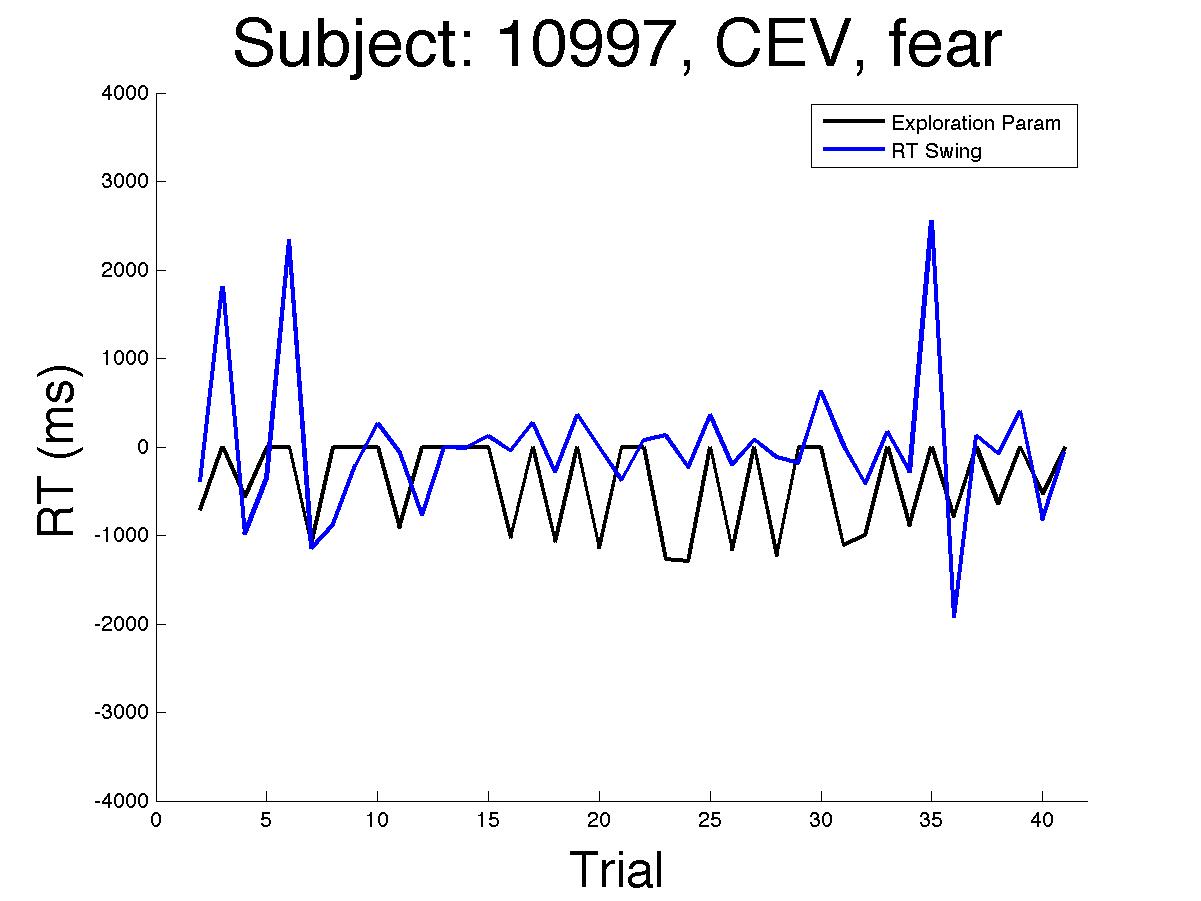 Subject: 10997, CEV, fear
Exploration Param
RT Swing
4000
3000
2000
1000
0
-1000
-2000
-3000
-4000
RT (ms)
0 5 10 15 20 25 30 35 40
Trial